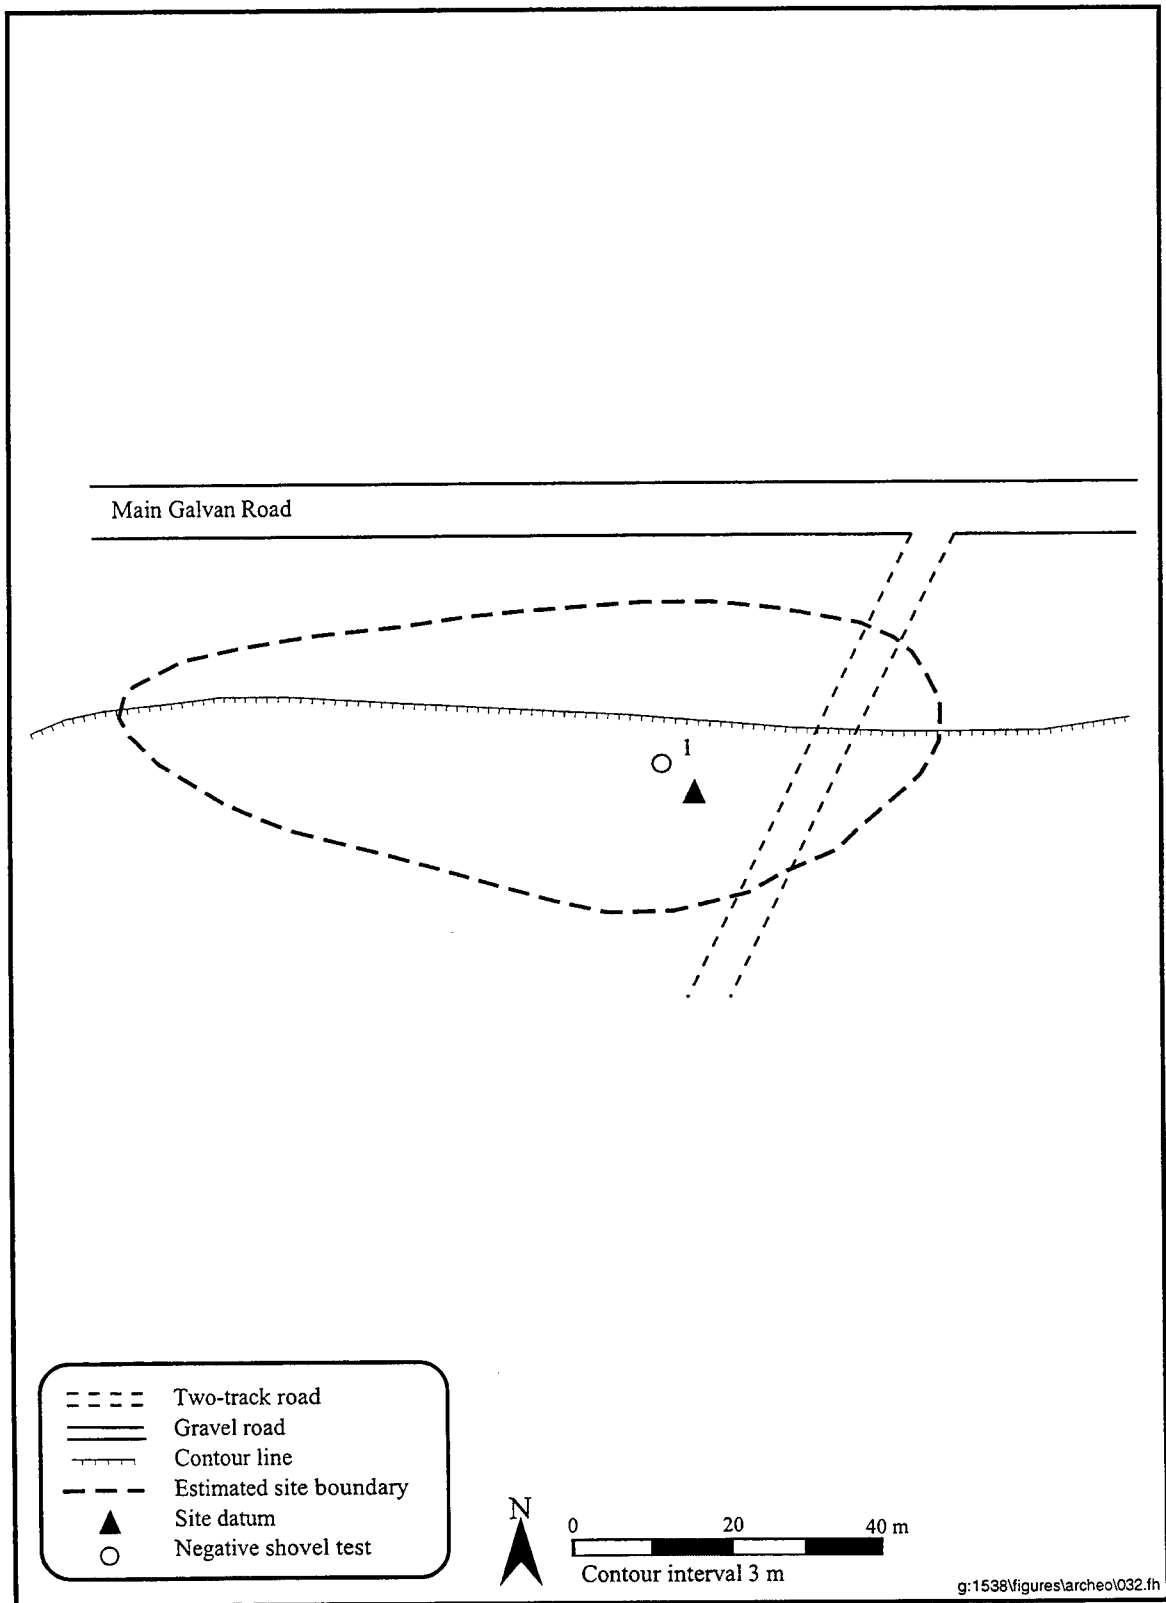 Main Galvan Road
1
Two-track road
Gravel road
Contour line
Estimated site boundary
Site datum
Negative shovel test
N
0 20 40 m
Contour interval 3 m
g:1538\figures\archeo\032.fh